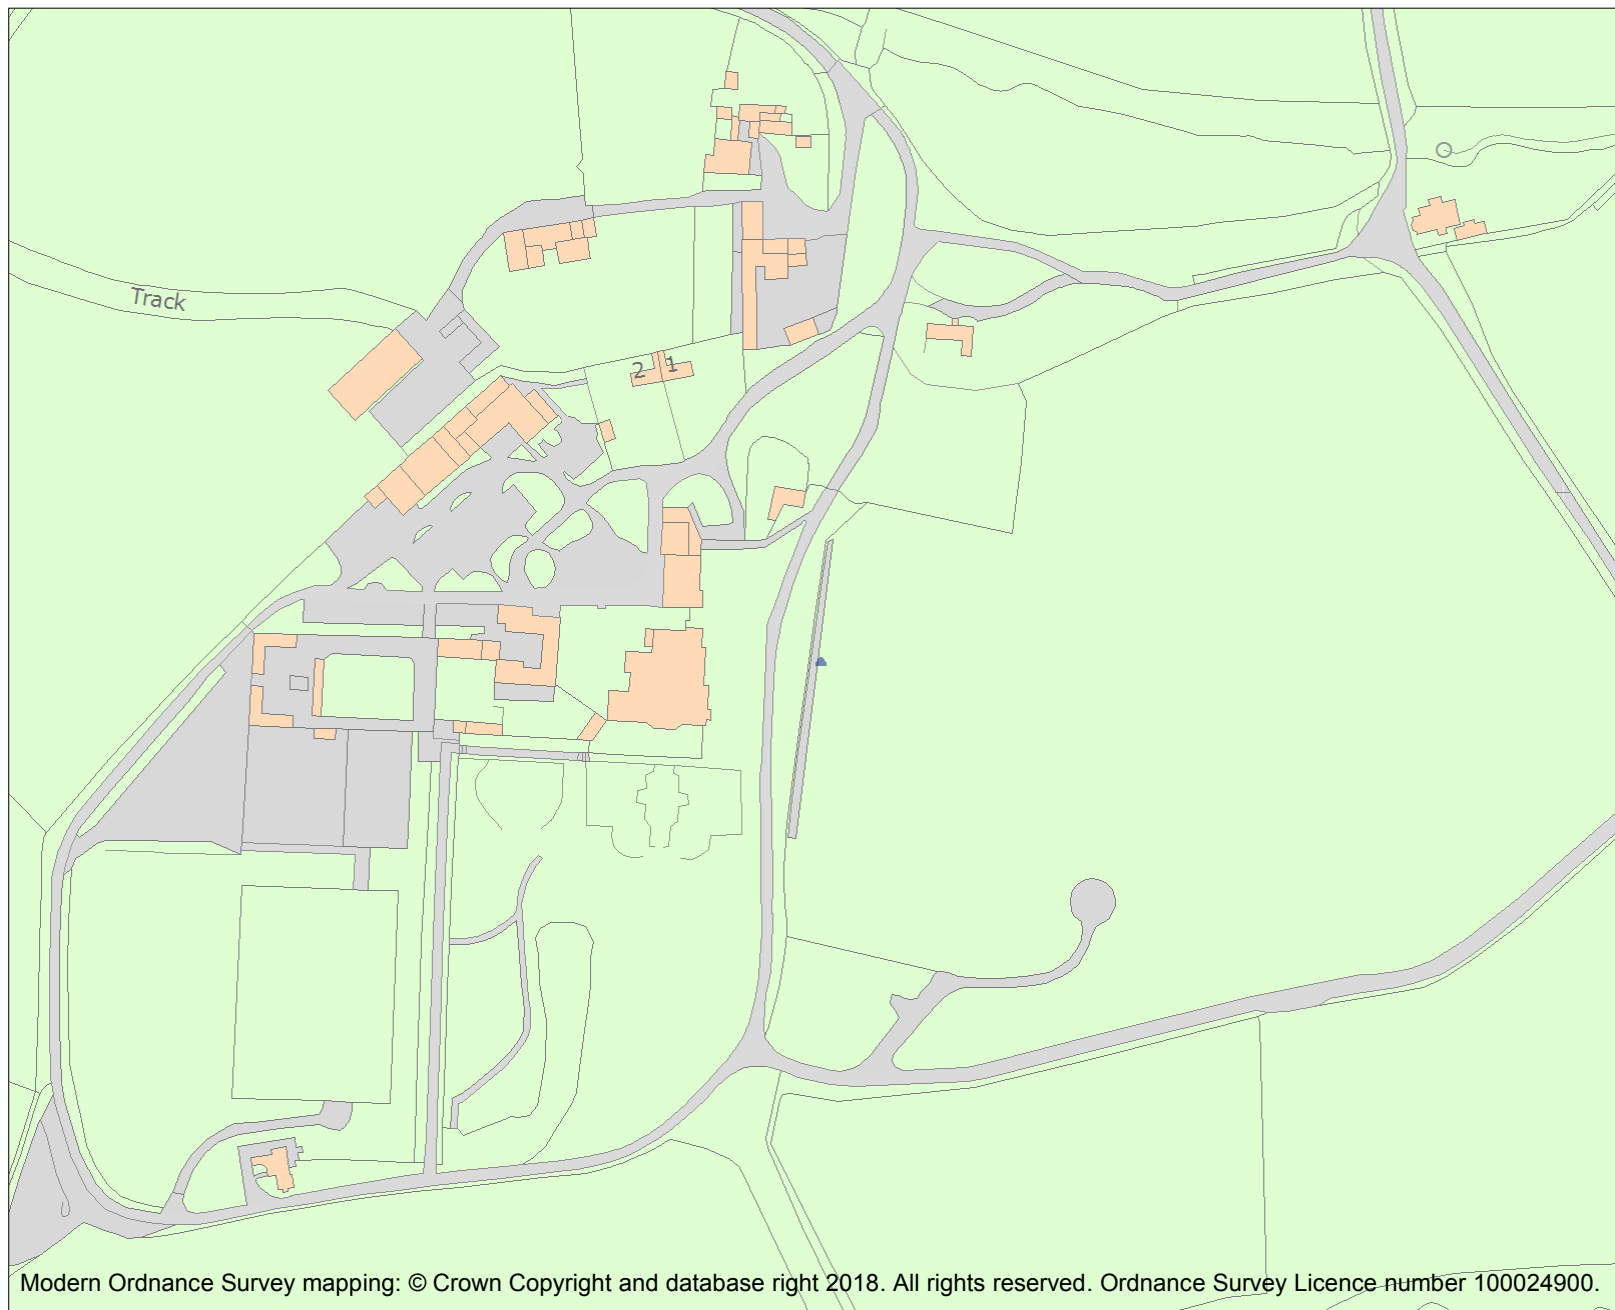 Track
2 1
Modern Ordnance Survey mapping: © Crown Copyright and database right 2018. All rights reserved. Ordnance Survey Licence number 100024900.